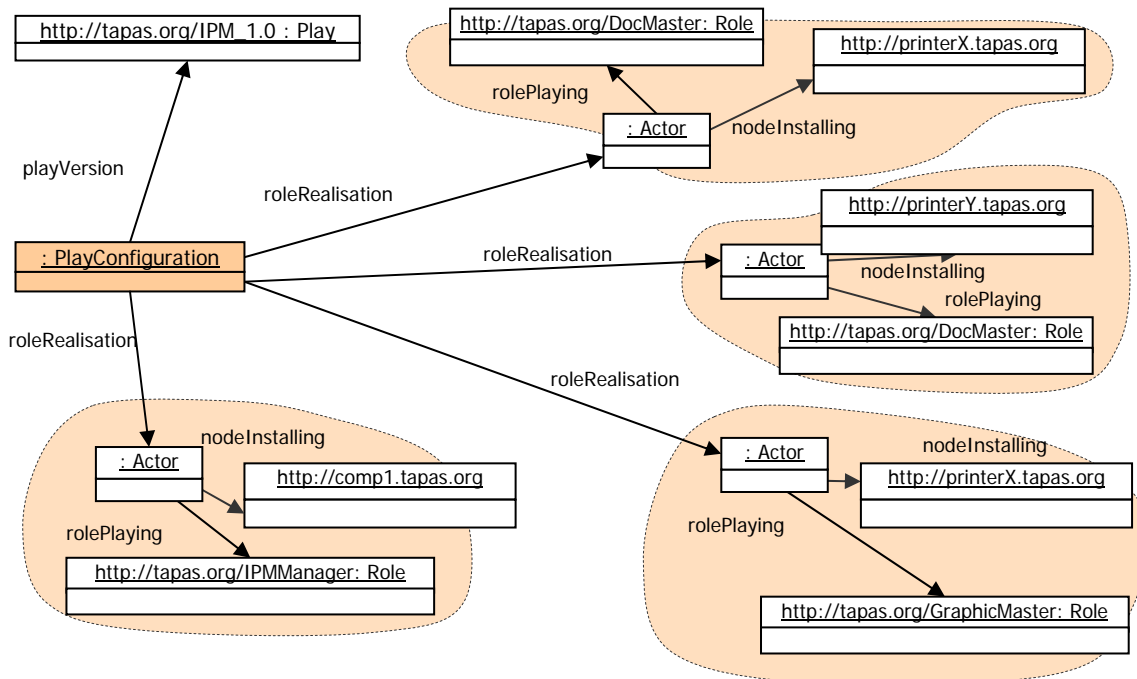 http://tapas.org/IPM_1.0 : Play
http://tapas.org/DocMaster: Role
http://printerX.tapas.org
rolePlaying
: Actor
nodeInstalling
playVersion
roleRealisation
http://printerY.tapas.org
: PlayConfiguration
roleRealisation
: Actor
nodeInstalling
rolePlaying
http://tapas.org/DocMaster: Role
roleRealisation
roleRealisation
nodeInstalling
: Actor
http://comp1.tapas.org
rolePlaying
http://tapas.org/IPMManager: Role
: Actor
nodeInstalling
http://printerX.tapas.org
rolePlaying
http://tapas.org/GraphicMaster: Role